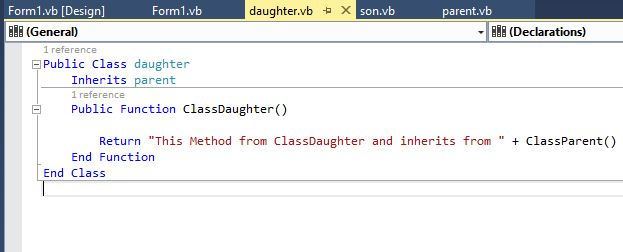 Form1.vb [Design] Form1.vb daughter.vb son.vb parent.vb
(General) (Declarations)
1 reference
Public Class daughter
Inherits parent
1 reference
Public Function ClassDaughter()
Return "This Method from ClassDaughter and inherits from " + ClassParent()
End Function
End Class